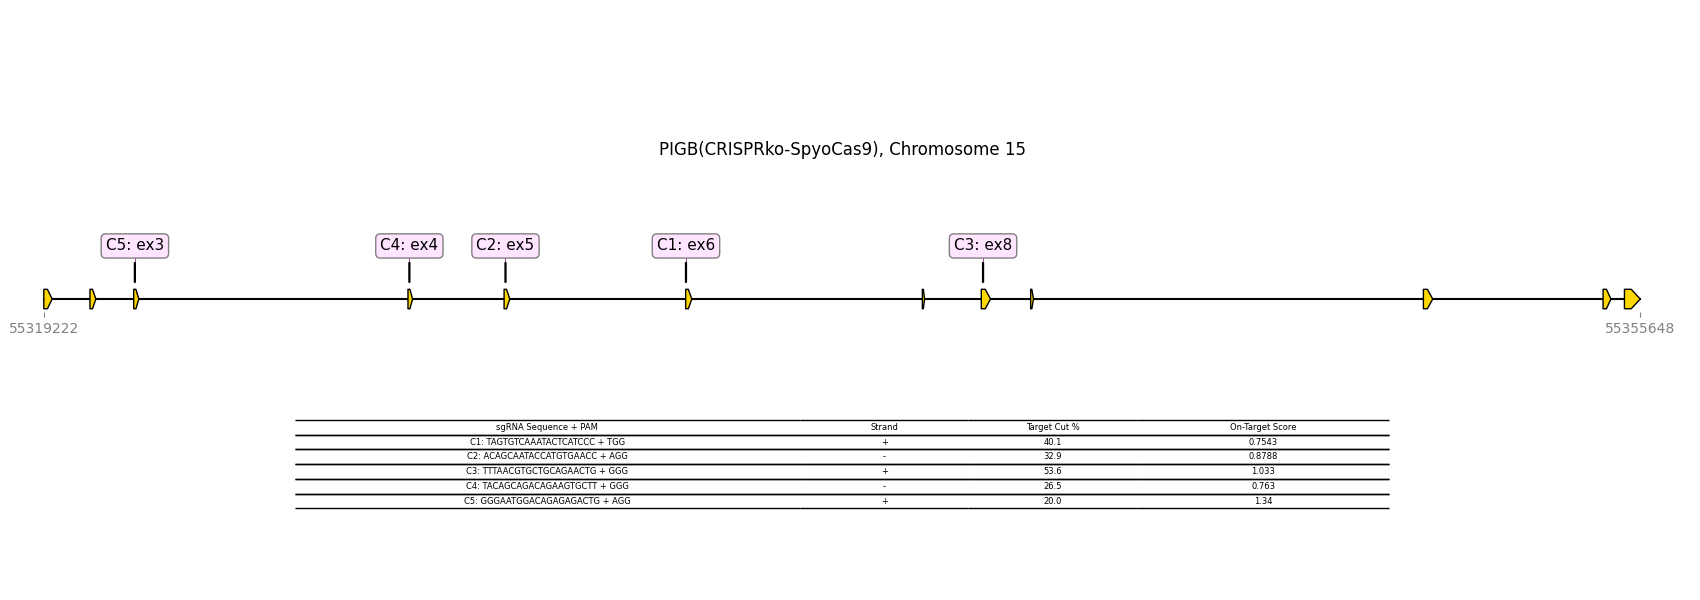 PIGB(CRISPRko-SpyoCas9), Chromosome 15
C5: ex3 C4: ex4 C2: ex5 C1: ex6 C3: ex8
55319222 55355648
sgRNA Sequence + PAM Strand Target Cut % On-Target Score
C1: TAGTGTCAAATACTCATCCC + TGG + 40.1 0.7543
C2: ACAGCAATACCATGTGAACC + AGG - 32.9 0.8788
C3: TTTAACGTGCTGCAGAACTG + GGG + 53.6 1.033
C4: TACAGCAGACAGAAGTGCTT + GGG - 26.5 0.763
C5: GGGAATGGACAGAGAGACTG + AGG + 20.0 1.34